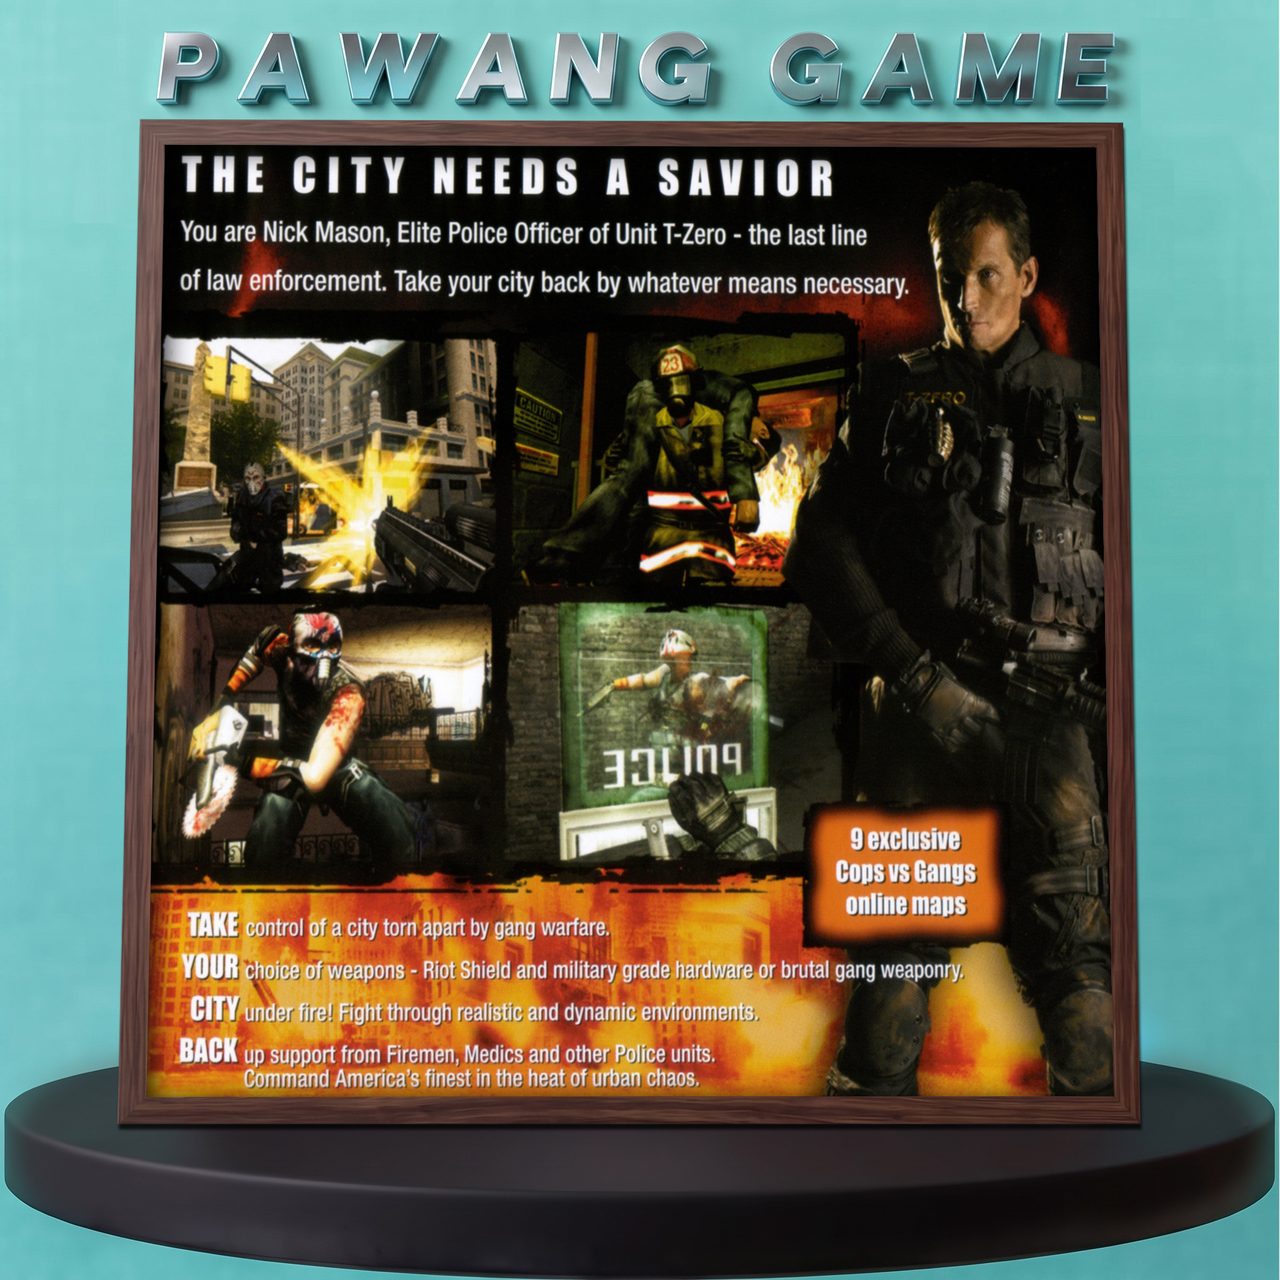 PAWANG GAME
THE CITY NEEDS A SAVIOR
You are Nick Mason, Elite Police Officer of Unit T-Zero - the last line
of law enforcement. Take your city back by whatever means necessary.
T-ZERO
23
CAUTION
POLICE
9 exclusive
Cops vs Gangs
online maps
TAKE control of a city torn apart by gang warfare.
YOUR choice of weapons - Riot Shield and military grade hardware or brutal gang weaponry.
CITY under fire! Fight through realistic and dynamic environments.
BACK up support from Firemen, Medics and other Police units.
Command America's finest in the heat of urban chaos.